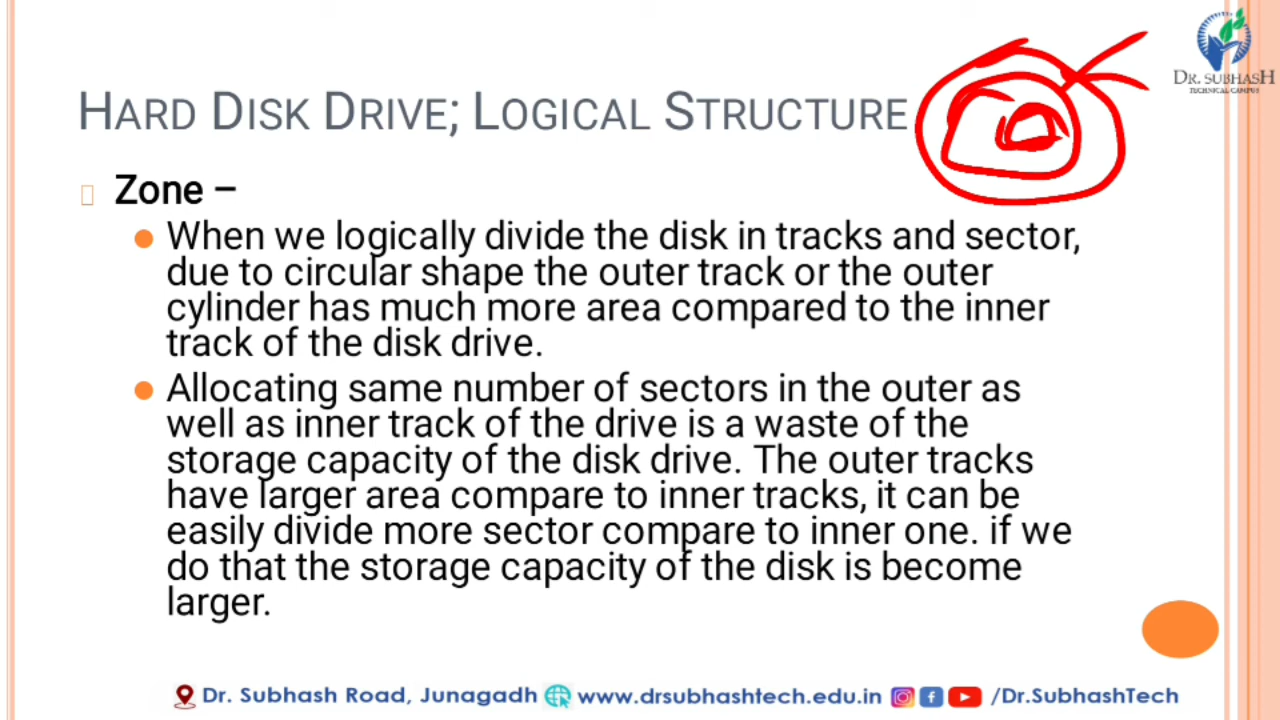 HARD DISK DRIVE; LOGICAL STRUCTURE
DR. SUBHASH
TECHNICAL CAMPUS
Zone –
When we logically divide the disk in tracks and sector,
due to circular shape the outer track or the outer
cylinder has much more area compared to the inner
track of the disk drive.
Allocating same number of sectors in the outer as
well as inner track of the drive is a waste of the
storage capacity of the disk drive. The outer tracks
have larger area compare to inner tracks, it can be
easily divide more sector compare to inner one. if we
do that the storage capacity of the disk is become
larger.
Dr. Subhash Road, Junagadh www.drsubhashtech.edu.in /Dr.SubhashTech